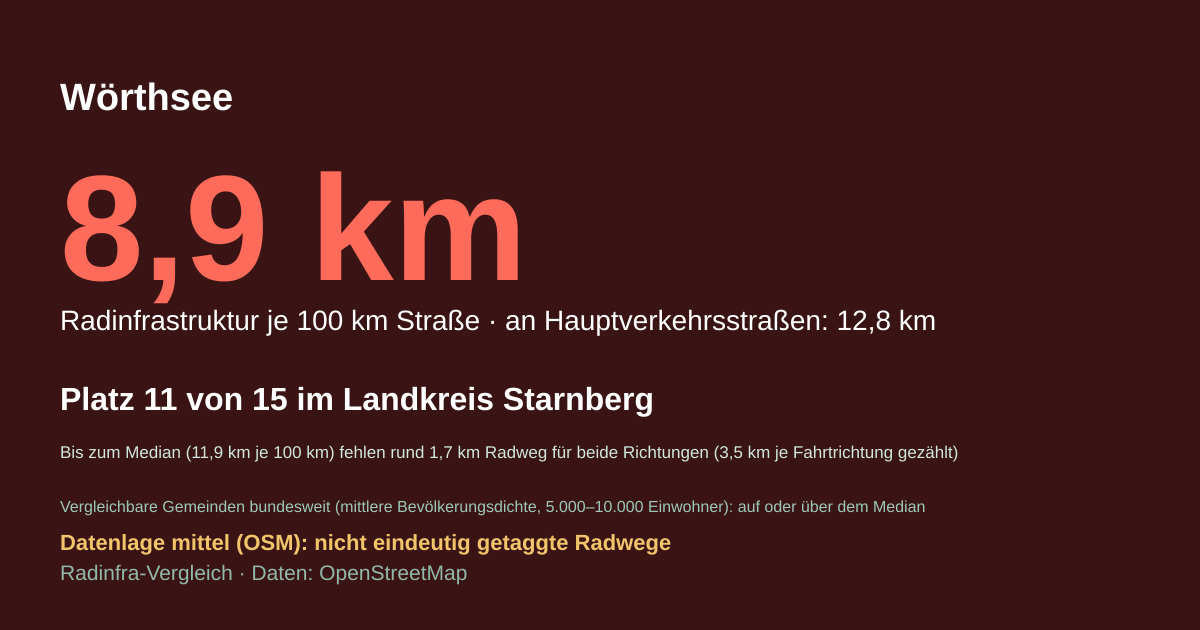 Wörthsee
8,9 km
Radinfrastruktur je 100 km Straße · an Hauptverkehrsstraßen: 12,8 km
Platz 11 von 15 im Landkreis Starnberg
Bis zum Median (11,9 km je 100 km) fehlen rund 1,7 km Radweg für beide Richtungen (3,5 km je Fahrtrichtung gezählt)
Vergleichbare Gemeinden bundesweit (mittlere Bevölkerungsdichte, 5.000–10.000 Einwohner): auf oder über dem Median
Datenlage mittel (OSM): nicht eindeutig getaggte Radwege
Radinfra-Vergleich · Daten: OpenStreetMap